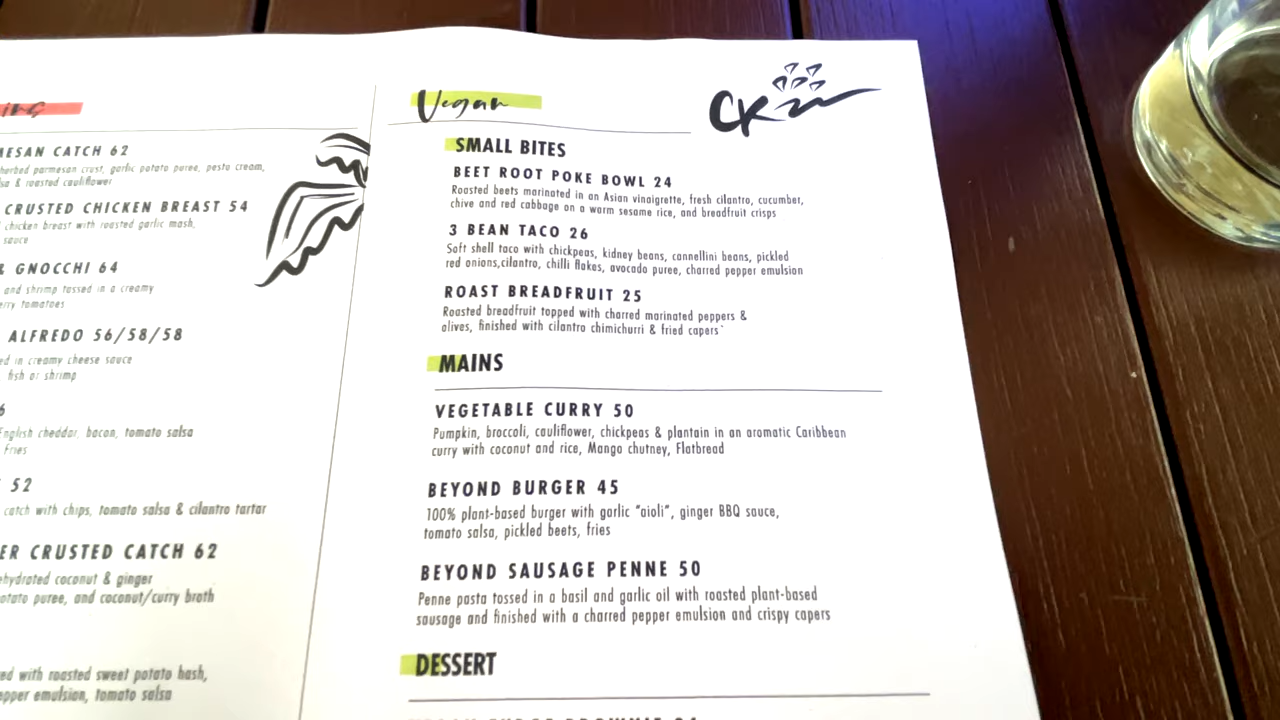 MESAN CATCH 62
herbed parmesan crust, garlic potato puree, pesto cream,
& roasted cauliflower
CRUSTED CHICKEN BREAST 54
chicken breast with roasted garlic mash,
sauce
& GNOCCHI 64
and shrimp tossed in a creamy
tomatoes
ALFREDO 56/58/58
in creamy cheese sauce
fish or shrimp
English cheddar, bacon, tomato salsa
fries
52
catch with chips, tomato salsa & cilantro tartar
CRUSTED CATCH 62
coconut & ginger
puree, and coconut/curry broth
with roasted sweet potato hash,
emulsion, tomato salsa
Vegan
CK
SMALL BITES
BEET ROOT POKE BOWL 24
Roasted beets marinated in an Asian vinaigrette, fresh cilantro, cucumber,
chive and red cabbage on a warm sesame rice, and breadfruit crisps
3 BEAN TACO 26
Soft shell taco with chickpeas, kidney beans, cannellini beans, pickled
red onions,cilantro, chilli flakes, avocado puree, charred pepper emulsion
ROAST BREADFRUIT 25
Roasted breadfruit topped with charred marinated peppers &
olives, finished with cilantro chimichurri & fried capers`
MAINS
VEGETABLE CURRY 50
Pumpkin, broccoli, cauliflower, chickpeas & plantain in an aromatic Caribbean
curry with coconut and rice, Mango chutney, Flatbread
BEYOND BURGER 45
100% plant-based burger with garlic "aioli", ginger BBQ sauce,
tomato salsa, pickled beets, fries
BEYOND SAUSAGE PENNE 50
Penne pasta tossed in a basil and garlic oil with roasted plant-based
sausage and finished with a charred pepper emulsion and crispy capers
DESSERT